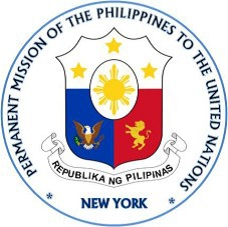 PERMANENT MISSION OF THE PHILIPPINES TO THE UNITED NATIONS
REPUBLIKA NG PILIPINAS
* NEW YORK *